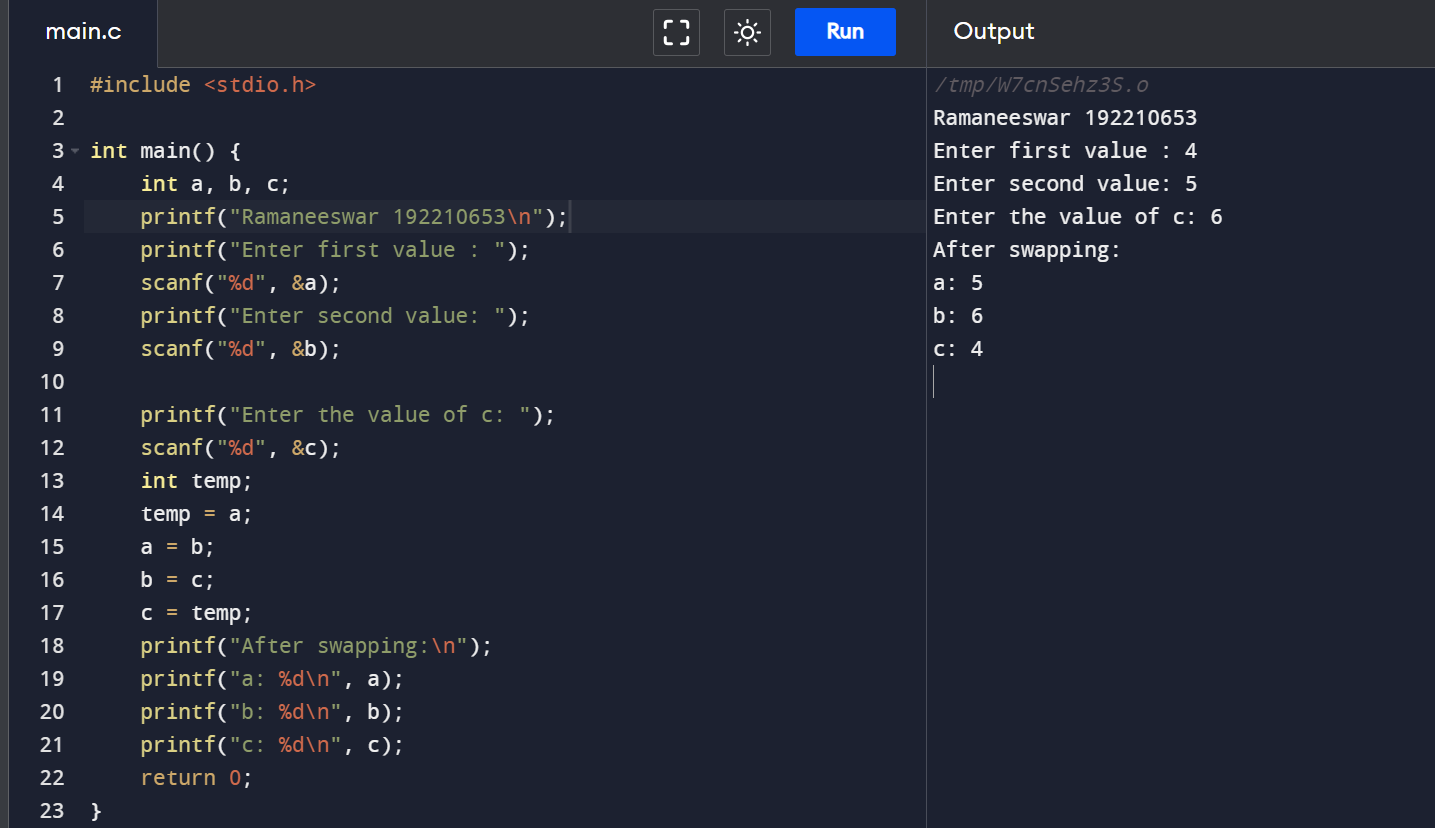 main.c
Run
Output
1 #include <stdio.h>
2
3 int main() {
4     int a, b, c;
5     printf("Ramaneeswar 192210653\n");
6     printf("Enter first value : ");
7     scanf("%d", &a);
8     printf("Enter second value: ");
9     scanf("%d", &b);
10
11     printf("Enter the value of c: ");
12     scanf("%d", &c);
13     int temp;
14     temp = a;
15     a = b;
16     b = c;
17     c = temp;
18     printf("After swapping:\n");
19     printf("a: %d\n", a);
20     printf("b: %d\n", b);
21     printf("c: %d\n", c);
22     return 0;
23 }
/tmp/W7cnSehz3S.o
Ramaneeswar 192210653
Enter first value : 4
Enter second value: 5
Enter the value of c: 6
After swapping:
a: 5
b: 6
c: 4